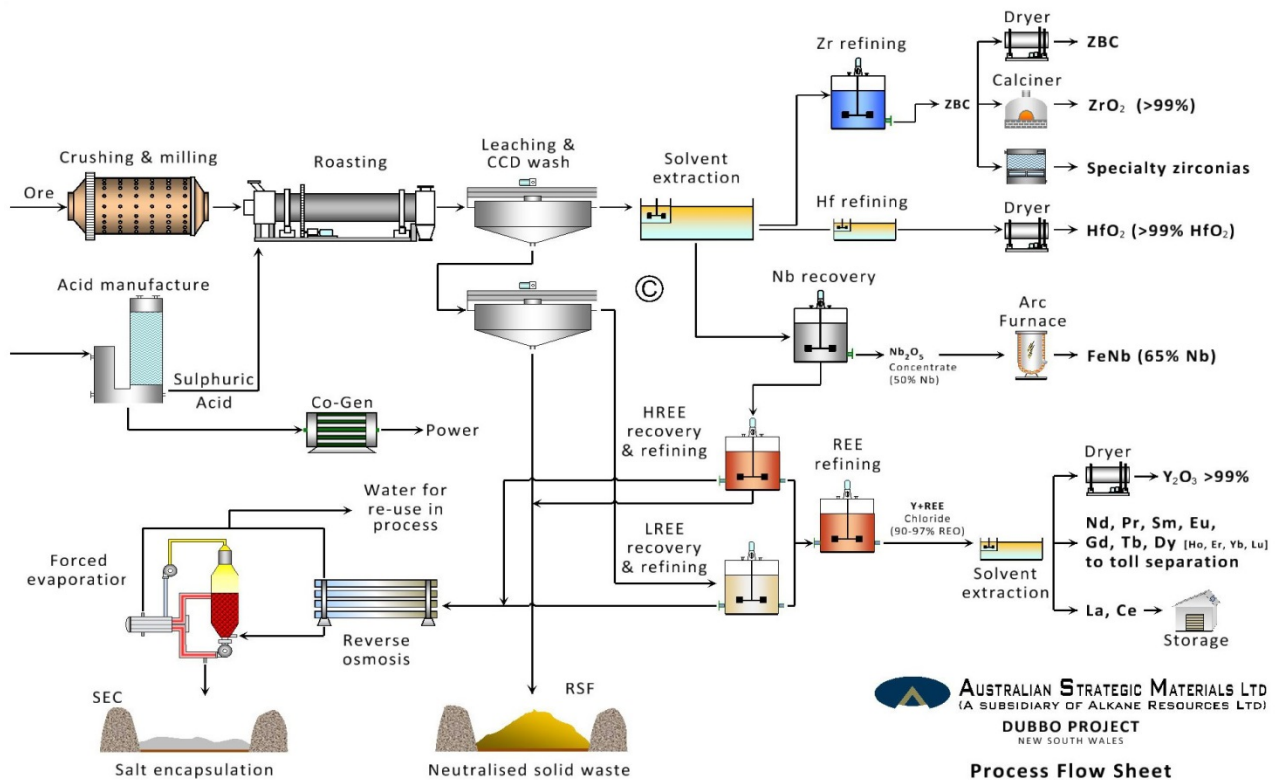 Dryer
ZBC
Zr refining
Calciner
ZBC
ZrO₂ (>99%)
Crushing & milling
Roasting
Leaching &
CCD wash
Solvent
extraction
Specialty zirconias
Ore
Hf refining
Dryer
HfO₂ (>99% HfO₂)
Acid manufacture
©
Nb recovery
Arc
Furnace
Nb₂O₅
Concentrate
(50% Nb)
FeNb (65% Nb)
Sulphuric
Acid
Co-Gen
Power
HREE
recovery
& refining
REE
refining
Dryer
Y₂O₃ >99%
Water for
re-use in
process
Y+REE
Chloride
(90-97% REO)
Nd, Pr, Sm, Eu,
Gd, Tb, Dy [Ho, Er, Yb, Lu]
to toll separation
Forced
evaporatior
LREE
recovery
& refining
Solvent
extraction
La, Ce
Storage
Reverse
osmosis
SEC
RSF
Salt encapsulation
Neutralised solid waste
AUSTRALIAN STRATEGIC MATERIALS LTD
(A SUBSIDIARY OF ALKANE RESOURCES LTD)
DUBBO PROJECT
NEW SOUTH WALES
Process Flow Sheet